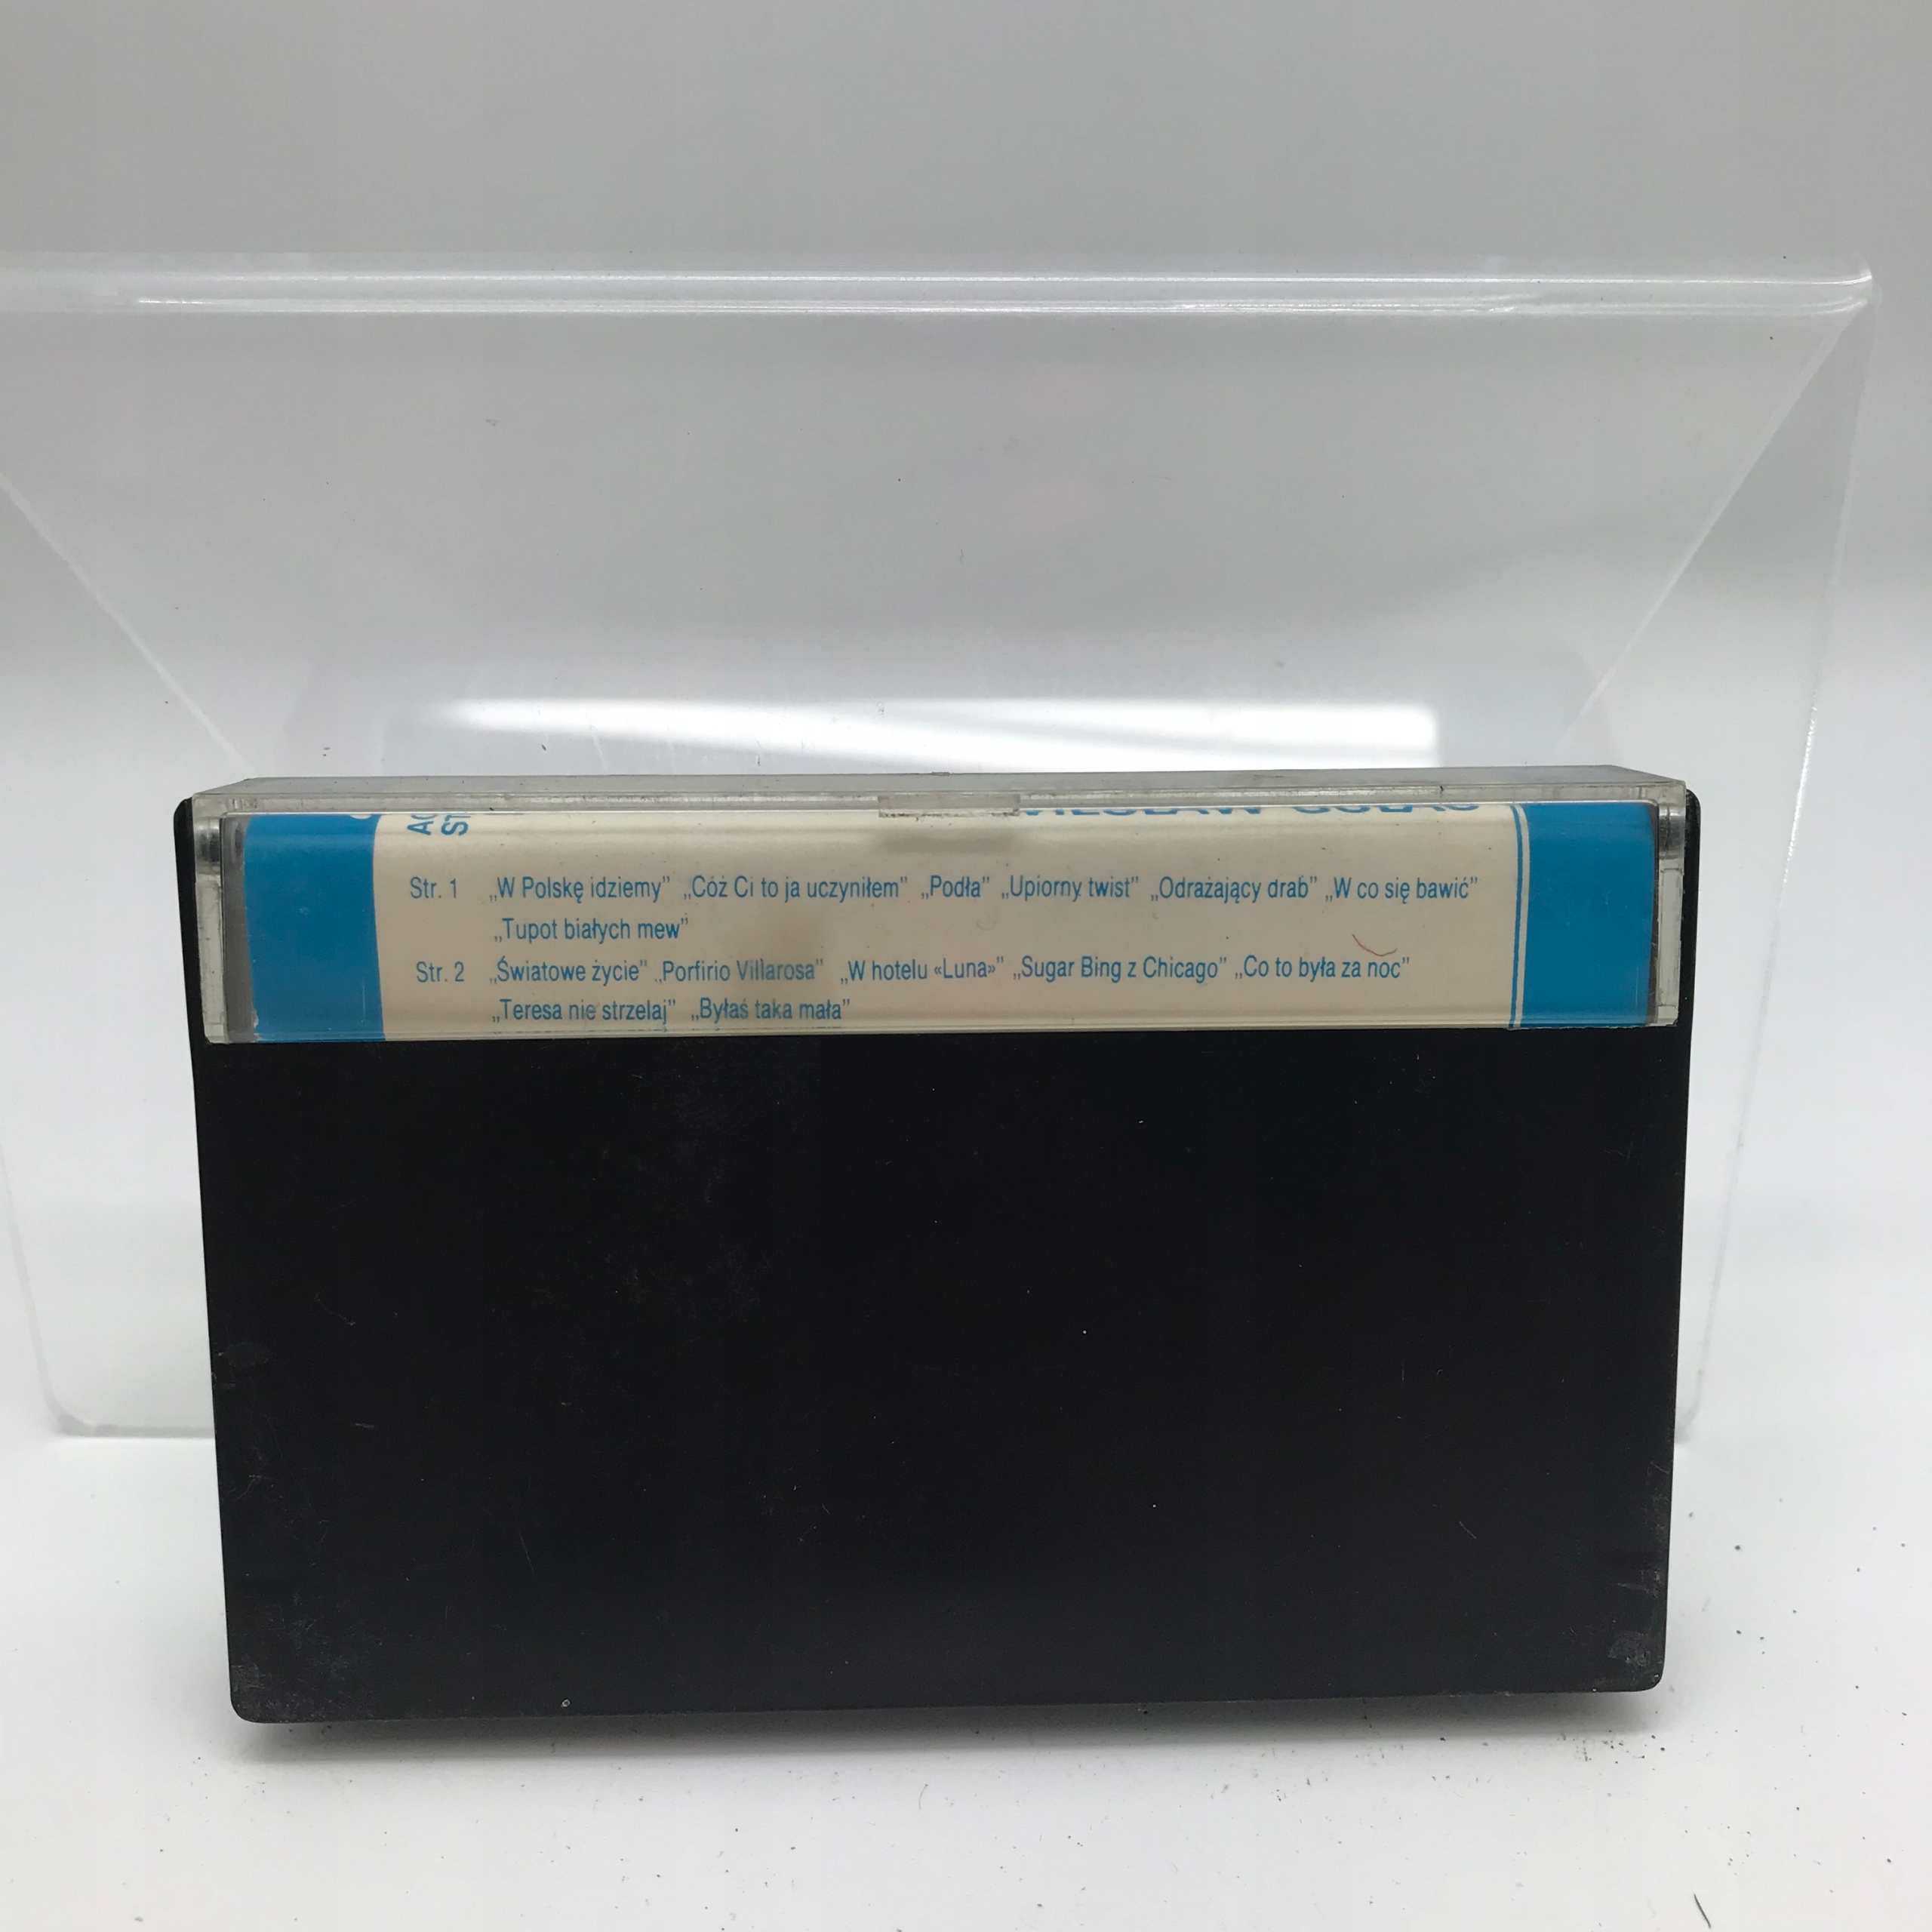 WIESŁAW GOŁAS
Str. 1 „W Polskę idziemy” „Cóż Ci to ja uczyniłem” „Podła” „Upiorny twist” „Odrażający drab” „W co się bawić”
„Tupot białych mew”
Str. 2 „Światowe życie” „Porfirio Villarosa” „W hotelu «Luna»” „Sugar Bing z Chicago” „Co to była za noc”
„Teresa nie strzelaj” „Byłaś taka mała”